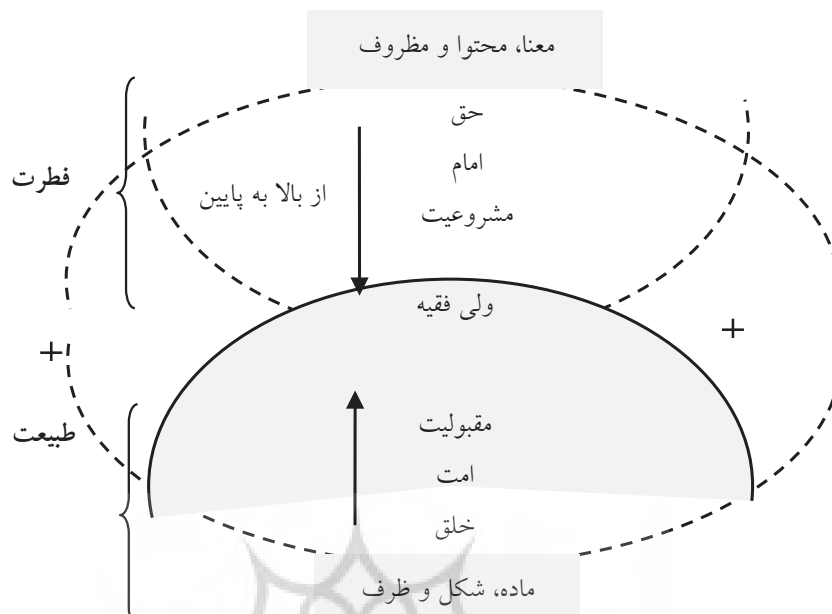 معنا، محتوا و مظروف
حق
امام
فطرت
از بالا به پایین
مشروعیت
ولی فقیه
+
+
مقبولیت
طبیعت
امت
خلق
ماده، شکل و ظرف